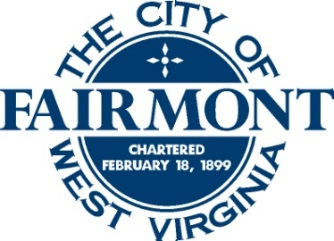 THE CITY OF
FAIRMONT
CHARTERED
FEBRUARY 18, 1899
WEST VIRGINIA